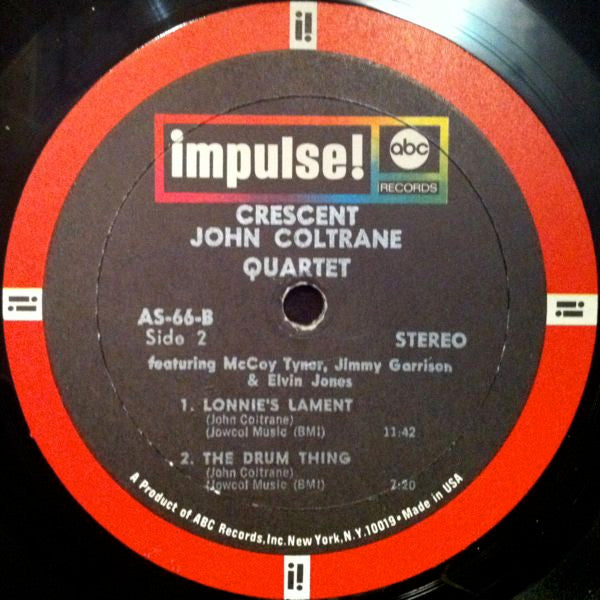 impulse!
abc
RECORDS
CRESCENT
JOHN COLTRANE
QUARTET
AS-66-B
Side 2
STEREO
featuring McCoy Tyner, Jimmy Garrison
& Elvin Jones
1. LONNIE'S LAMENT
(John Coltrane)
(Jowcol Music (BMI) 11:42
2. THE DRUM THING
(John Coltrane)
(Jowcol Music (BMI) 7:20
A Product of ABC Records, Inc. New York, N.Y. 10019 • Made in USA